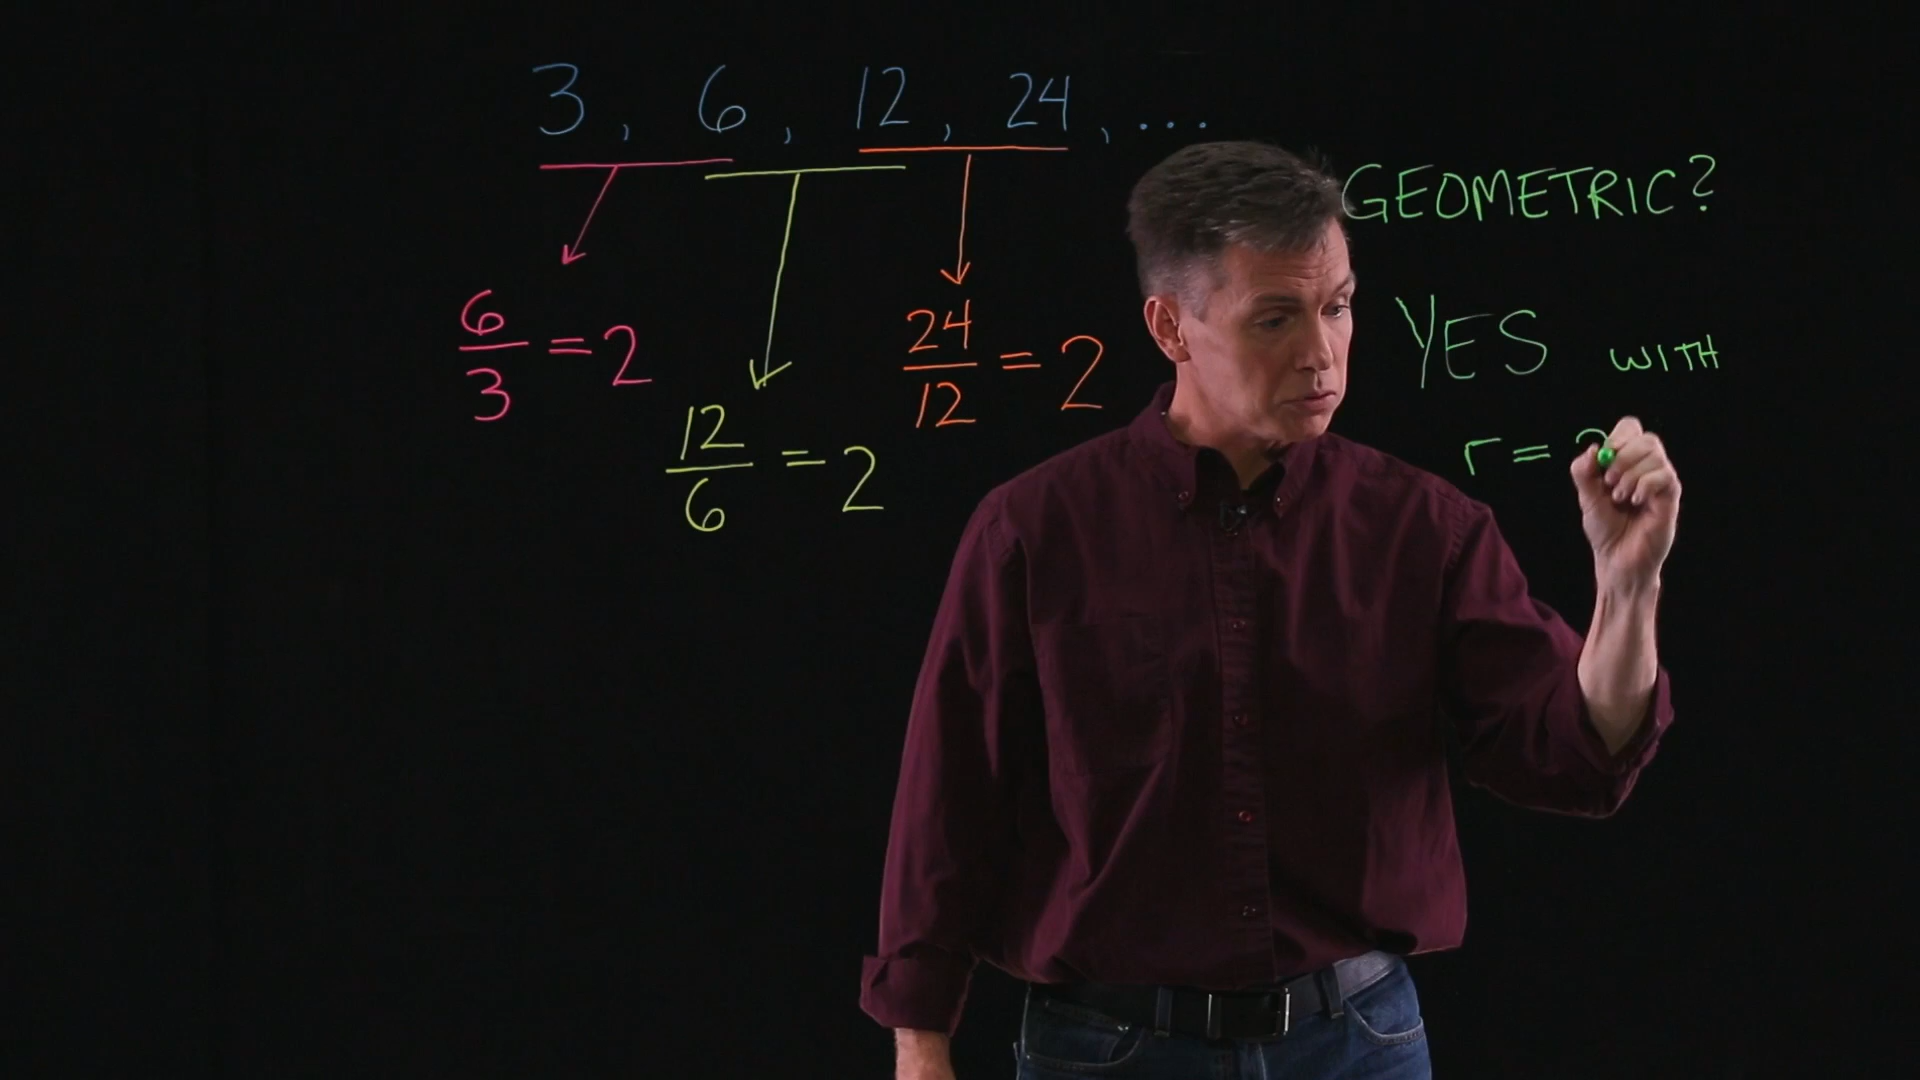 3, 6, 12, 24, ...
GEOMETRIC?
6/3 = 2
12/6 = 2
24/12 = 2
YES WITH
r =